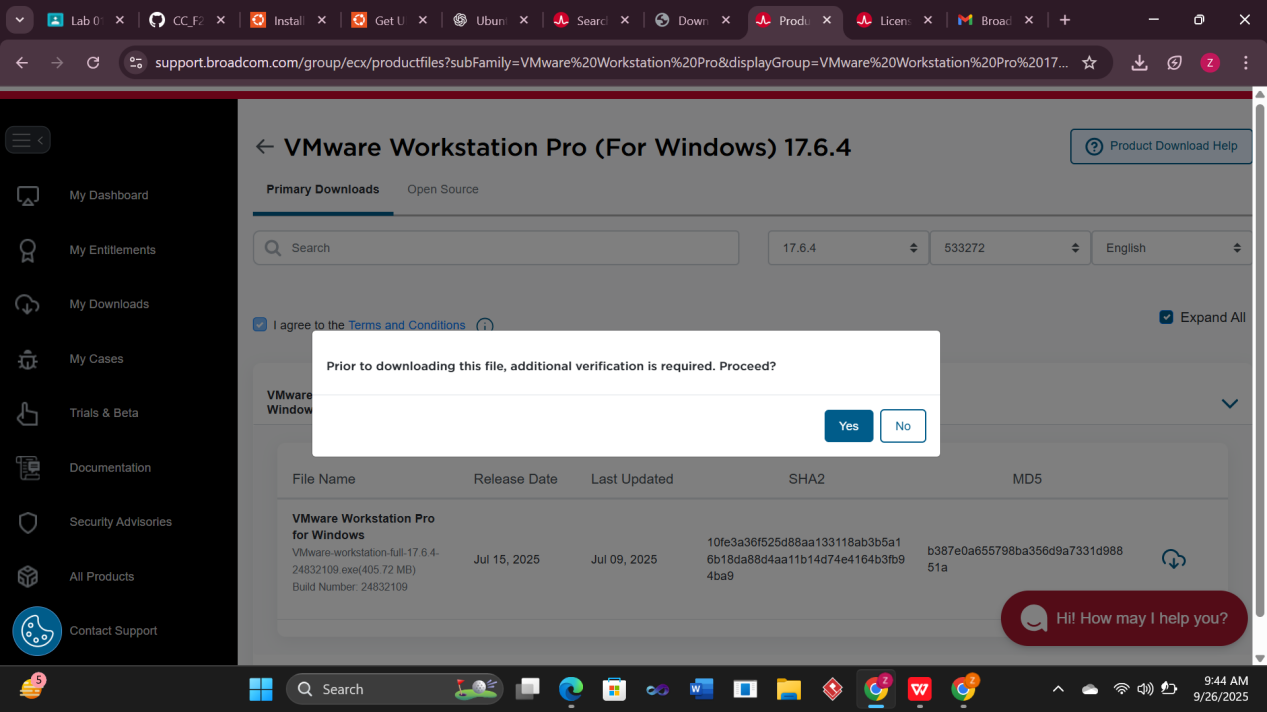 Lab 0
CC_F2
Install
Get U
Ubun
Searc
Down
Produ
Licens
Broad
support.broadcom.com/group/ecx/productfiles?subFamily=VMware%20Workstation%20Pro&displayGroup=VMware%20Workstation%20Pro%2017...
Z
VMware Workstation Pro (For Windows) 17.6.4
Product Download Help
Primary Downloads
Open Source
Search
17.6.4
533272
English
I agree to the Terms and Conditions
Expand All
My Dashboard
My Entitlements
My Downloads
My Cases
Trials & Beta
Documentation
Security Advisories
All Products
Contact Support
Prior to downloading this file, additional verification is required. Proceed?
Yes
No
VMware
Window
File Name
Release Date
Last Updated
SHA2
MD5
VMware Workstation Pro
for Windows
VMware-workstation-full-17.6.4-
24832109.exe(405.72 MB)
Build Number: 24832109
Jul 15, 2025
Jul 09, 2025
10fe3a36f525d88aa133118ab3b5a1
6b18da88d4aa11b14d74e4164b3fb9
4ba9
b387e0a655798ba356d9a7331d988
51a
Hi! How may I help you?
5
Search
Z
Z
9:44 AM
9/26/2025